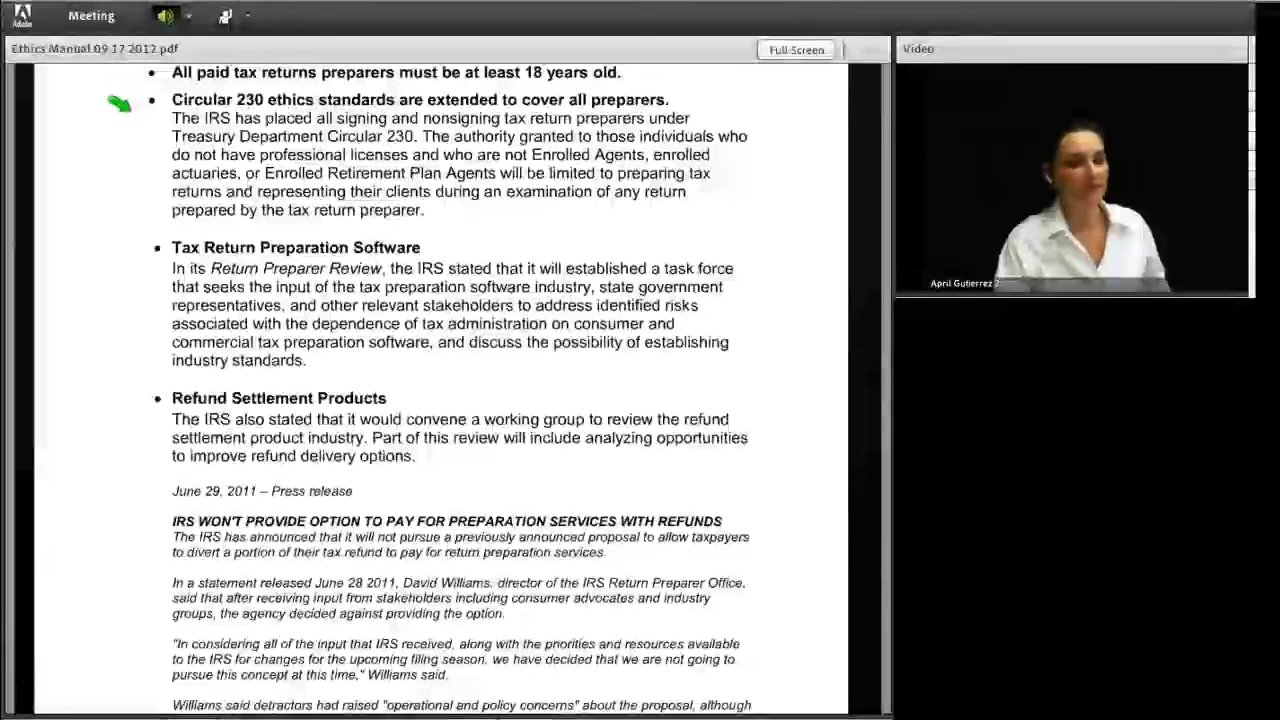 Adobe
Meeting
Ethics Manual 09 17 2012 pdf
Full Screen
Video
• All paid tax returns preparers must be at least 18 years old.
• Circular 230 ethics standards are extended to cover all preparers.
The IRS has placed all signing and nonsigning tax return preparers under
Treasury Department Circular 230. The authority granted to those individuals who
do not have professional licenses and who are not Enrolled Agents, enrolled
actuaries, or Enrolled Retirement Plan Agents will be limited to preparing tax
returns and representing their clients during an examination of any return
prepared by the tax return preparer.
• Tax Return Preparation Software
In its Return Preparer Review, the IRS stated that it will established a task force
that seeks the input of the tax preparation software industry, state government
representatives, and other relevant stakeholders to address identified risks
associated with the dependence of tax administration on consumer and
commercial tax preparation software, and discuss the possibility of establishing
industry standards.
• Refund Settlement Products
The IRS also stated that it would convene a working group to review the refund
settlement product industry. Part of this review will include analyzing opportunities
to improve refund delivery options.
June 29, 2011 – Press release
IRS WON'T PROVIDE OPTION TO PAY FOR PREPARATION SERVICES WITH REFUNDS
The IRS has announced that it will not pursue a previously announced proposal to allow taxpayers
to divert a portion of their tax refund to pay for return preparation services.
In a statement released June 28 2011, David Williams, director of the IRS Return Preparer Office,
said that after receiving input from stakeholders including consumer advocates and industry
groups, the agency decided against providing the option.
"In considering all of the input that IRS received, along with the priorities and resources available
to the IRS for changes for the upcoming filing season, we have decided that we are not going to
pursue this concept at this time," Williams said.
Williams said detractors had raised "operational and policy concerns" about the proposal, although
April Gutierrez 2